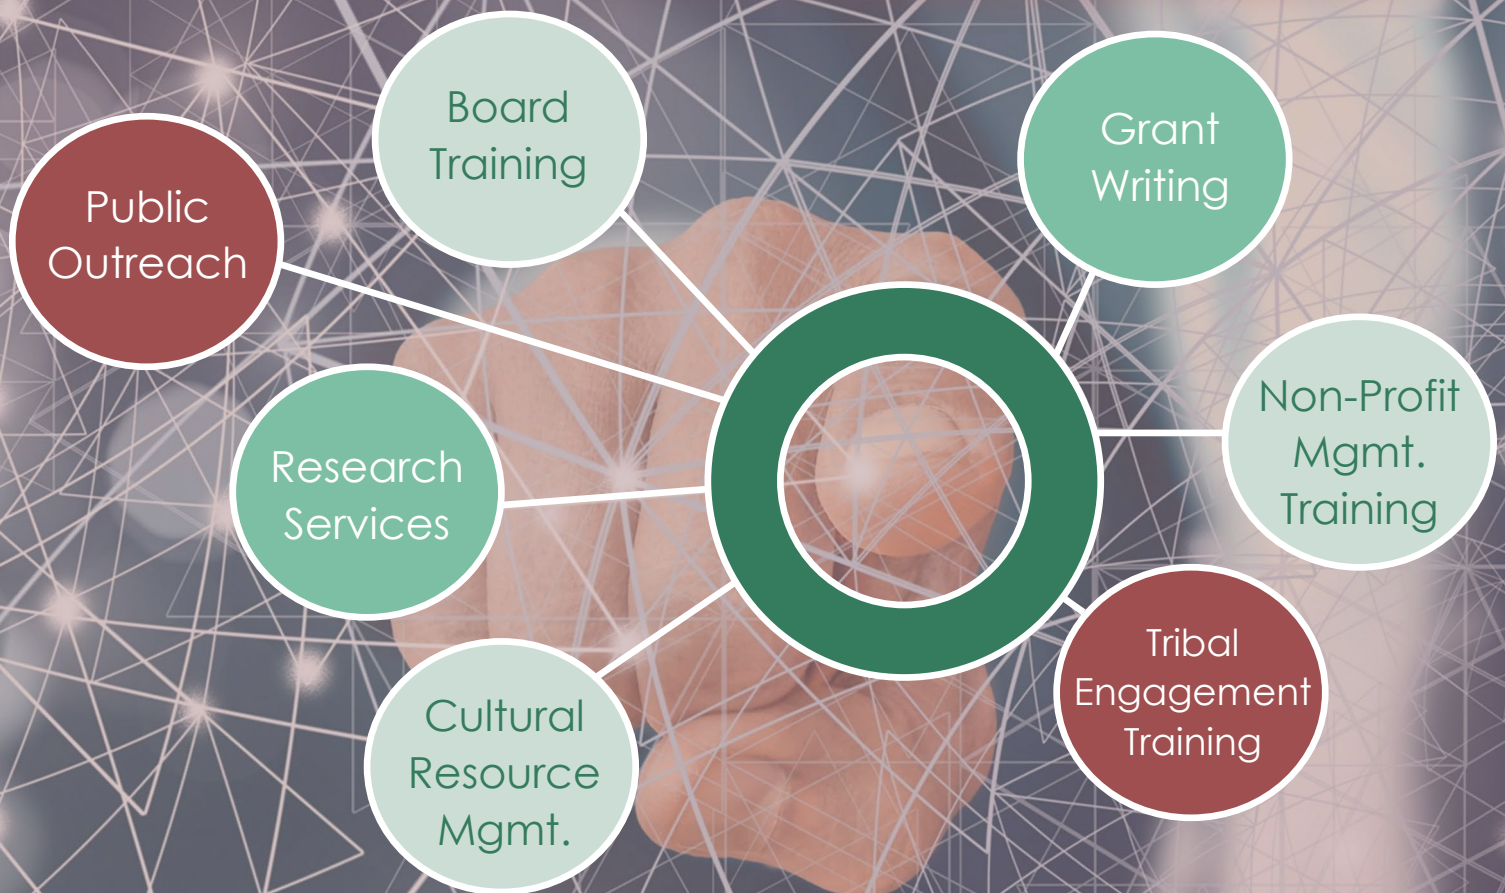 Board
Training
Grant
Writing
Public
Outreach
Non-Profit
Mgmt.
Training
Research
Services
Tribal
Engagement
Training
Cultural
Resource
Mgmt.